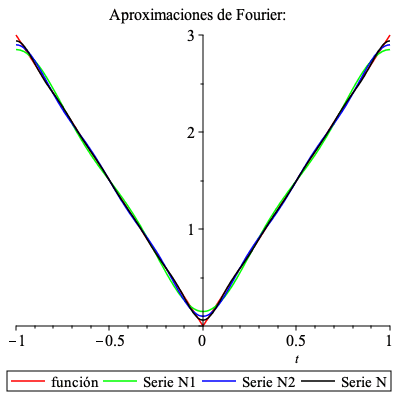 Aproximaciones de Fourier:
3
2
1
−1 −0.5 0 0.5 1
t
función Serie N1 Serie N2 Serie N